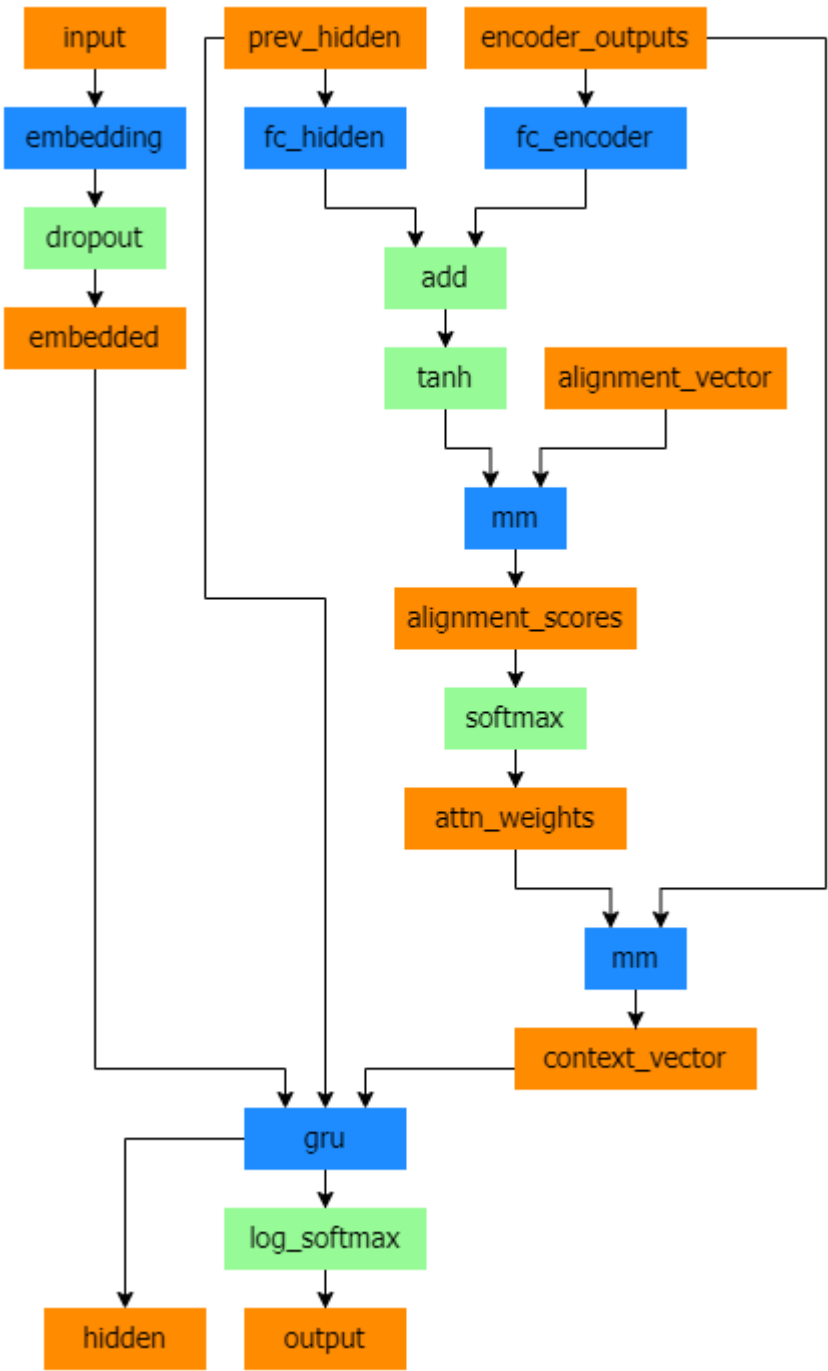 input
prev_hidden
encoder_outputs
embedding
fc_hidden
fc_encoder
dropout
add
embedded
tanh
alignment_vector
mm
alignment_scores
softmax
attn_weights
mm
context_vector
gru
log_softmax
hidden
output